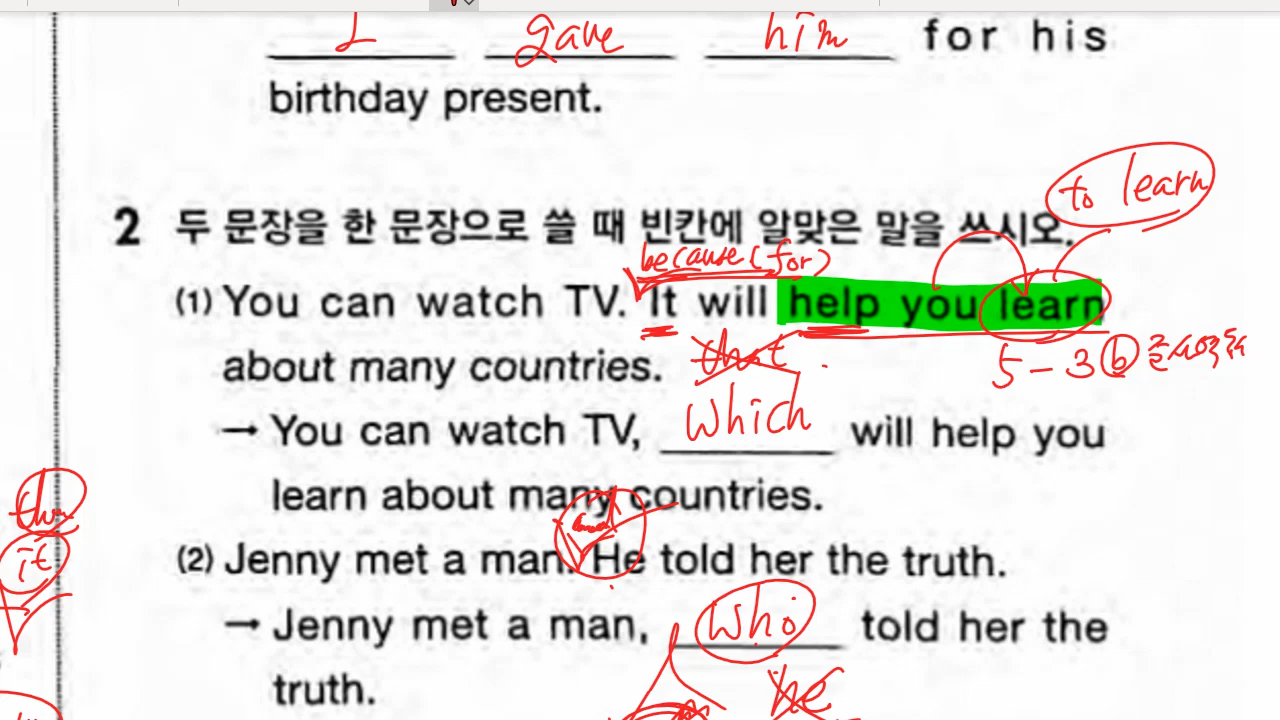 I gave him for his
birthday present.
to learn
2 두 문장을 한 문장으로 쓸 때 빈칸에 알맞은 말을 쓰시오.
because (for)
(1) You can watch TV. It will help you learn
about many countries. that
5-3 ⓑ
→ You can watch TV, which will help you
learn about many countries.
it
(2) Jenny met a man. He told her the truth.
→ Jenny met a man, who told her the
truth. he